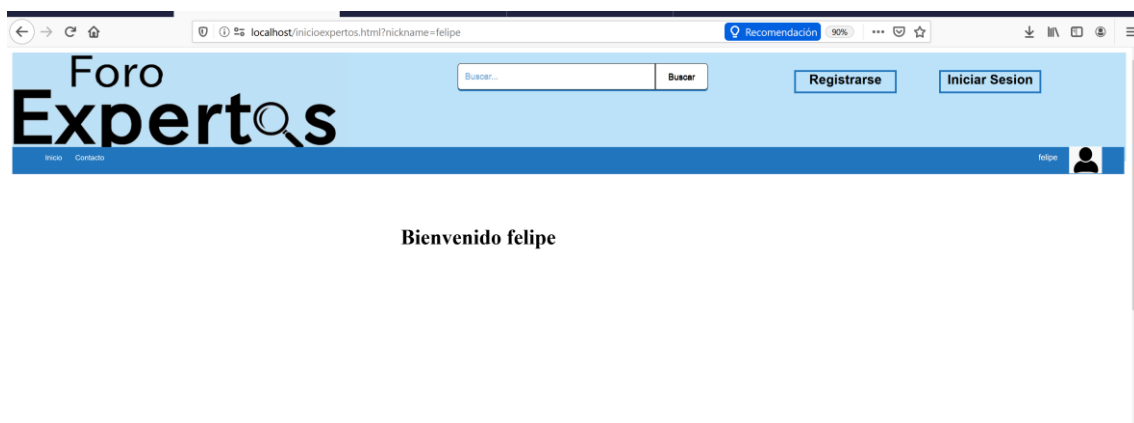 localhost/inicioexpertos.html?nickname=felipe
Recomendación
90%
Foro
Expertos
Buscar...
Buscar
Registrarse
Iniciar Sesion
Inicio
Contacto
felipe
Bienvenido felipe